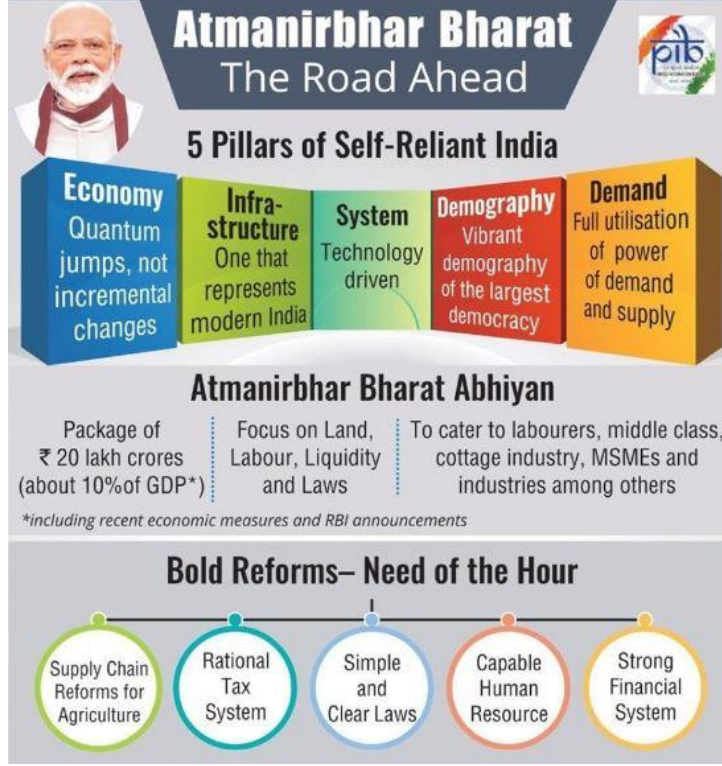 Atmanirbhar Bharat
The Road Ahead
pib
5 Pillars of Self-Reliant India
Economy
Quantum
jumps, not
incremental
changes
Infra-
structure
One that
represents
modern India
System
Technology
driven
Demography
Vibrant
demography
of the largest
democracy
Demand
Full utilisation
of power
of demand
and supply
Atmanirbhar Bharat Abhiyan
Package of
₹ 20 lakh crores
(about 10%of GDP*)
Focus on Land,
Labour, Liquidity
and Laws
To cater to labourers, middle class,
cottage industry, MSMEs and
industries among others
*including recent economic measures and RBI announcements
Bold Reforms– Need of the Hour
Supply Chain
Reforms for
Agriculture
Rational
Tax
System
Simple
and
Clear Laws
Capable
Human
Resource
Strong
Financial
System